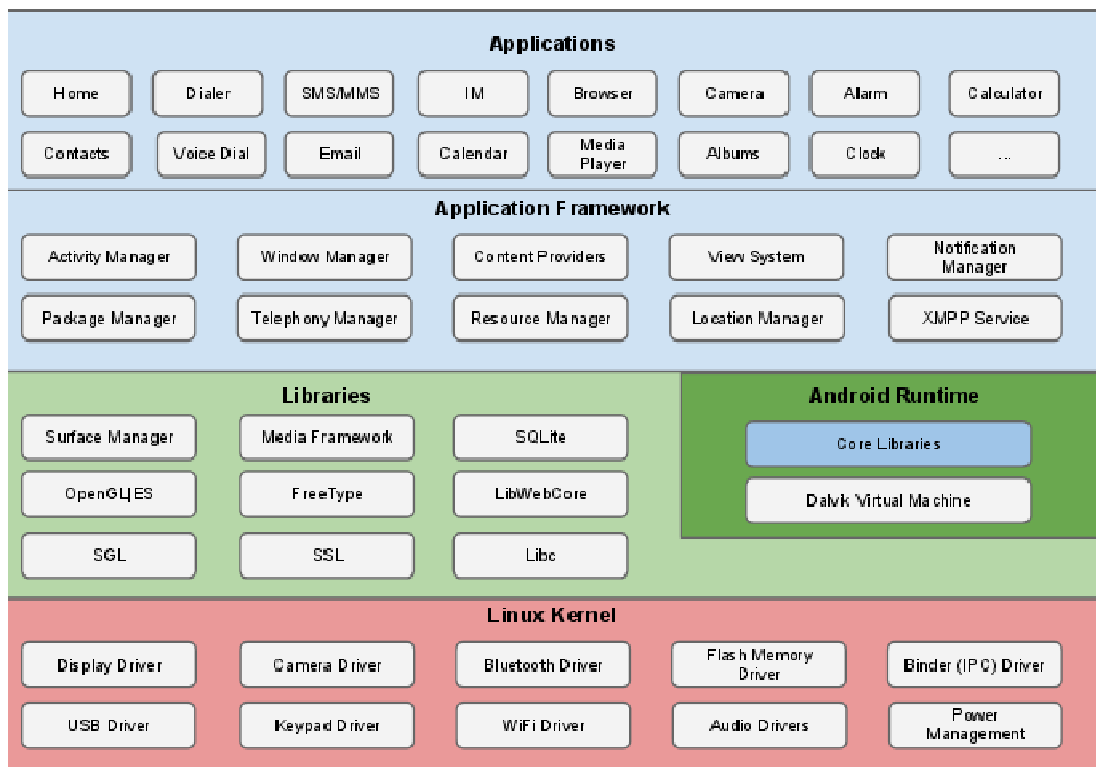 Applications
Home
Dialer
SMS/MMS
IM
Browser
Camera
Alarm
Calculator
Contacts
Voice Dial
Email
Calendar
Media
Player
Albums
Clock
...
Application Framework
Activity Manager
Window Manager
Content Providers
View System
Notification
Manager
Package Manager
Telephony Manager
Resource Manager
Location Manager
XMPP Service
Libraries
Surface Manager
Media Framework
SQLite
OpenGL|ES
FreeType
LibWebCore
SGL
SSL
Libc
Android Runtime
Core Libraries
Dalvik Virtual Machine
Linux Kernel
Display Driver
Camera Driver
Bluetooth Driver
Flash Memory
Driver
Binder (IPC) Driver
USB Driver
Keypad Driver
WiFi Driver
Audio Drivers
Power
Management